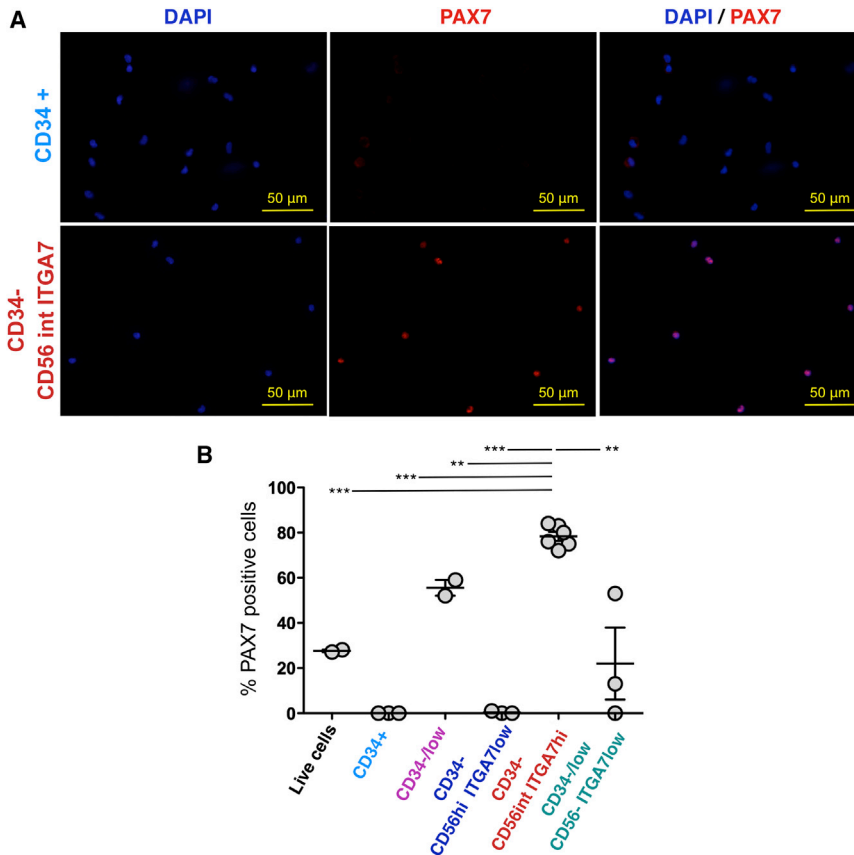 A
DAPI
PAX7
DAPI / PAX7
CD34 +
50 µm
50 µm
50 µm
CD34-
CD56 int ITGA7
50 µm
50 µm
50 µm
B
*** **
**
***
***
% PAX7 positive cells
100
80
60
40
20
0
Live cells
CD34+
CD34-/low
CD34-
CD56hi ITGA7low
CD34-
CD56int ITGA7hi
CD34-/low
CD56- ITGA7low